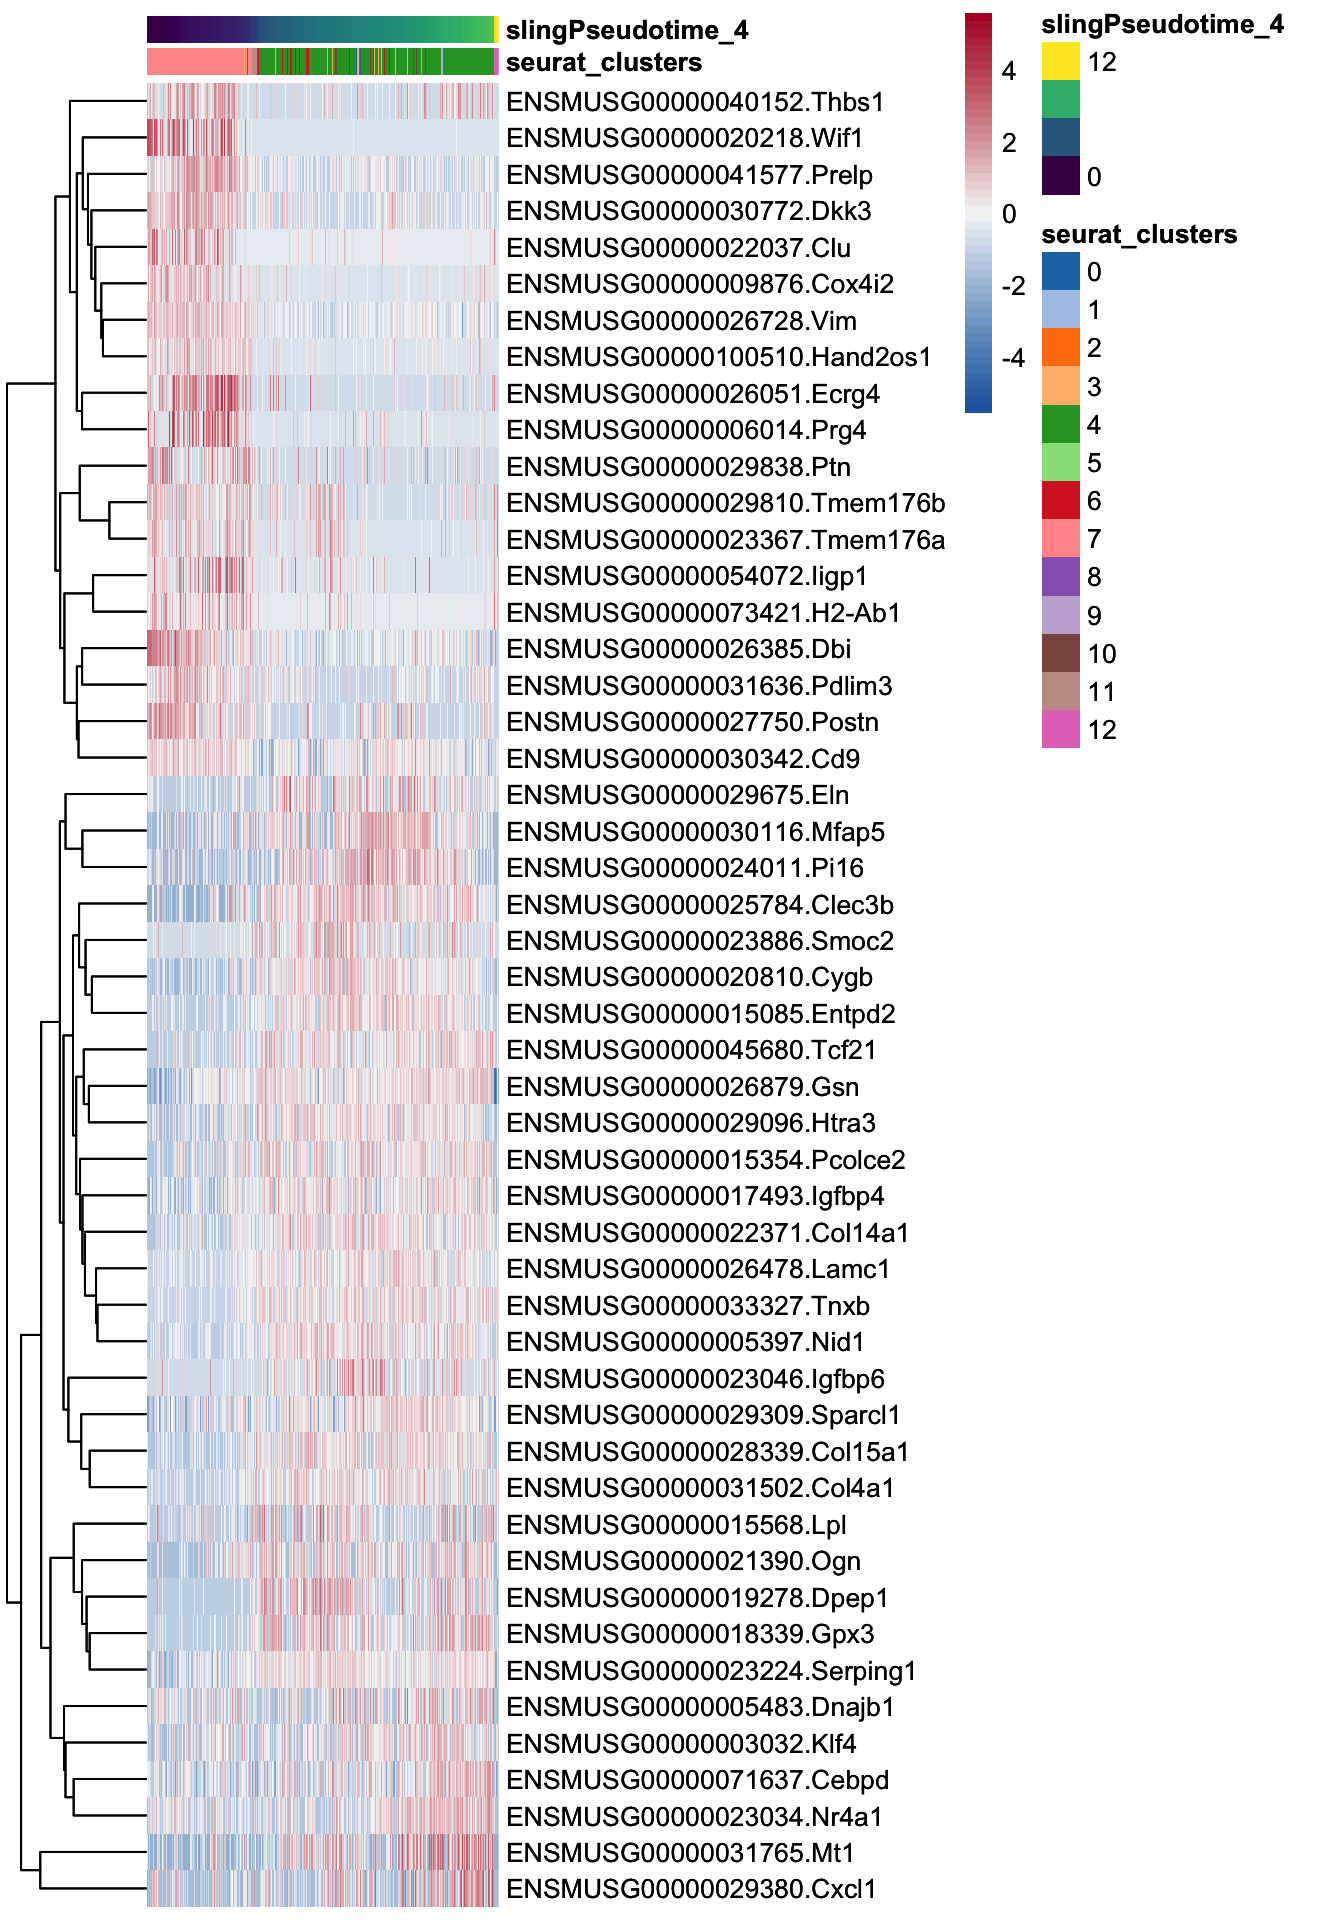 slingPseudotime_4
seurat_clusters
ENSMUSG00000040152.Thbs1
ENSMUSG00000020218.Wif1
ENSMUSG00000041577.Prelp
ENSMUSG00000030772.Dkk3
ENSMUSG00000022037.Clu
ENSMUSG00000009876.Cox4i2
ENSMUSG00000026728.Vim
ENSMUSG00000100510.Hand2os1
ENSMUSG00000026051.Ecrg4
ENSMUSG00000006014.Prg4
ENSMUSG00000029838.Ptn
ENSMUSG00000029810.Tmem176b
ENSMUSG00000023367.Tmem176a
ENSMUSG00000054072.Iigp1
ENSMUSG00000073421.H2-Ab1
ENSMUSG00000026385.Dbi
ENSMUSG00000031636.Pdlim3
ENSMUSG00000027750.Postn
ENSMUSG00000030342.Cd9
ENSMUSG00000029675.Eln
ENSMUSG00000030116.Mfap5
ENSMUSG00000024011.Pi16
ENSMUSG00000025784.Clec3b
ENSMUSG00000023886.Smoc2
ENSMUSG00000020810.Cygb
ENSMUSG00000015085.Entpd2
ENSMUSG00000045680.Tcf21
ENSMUSG00000026879.Gsn
ENSMUSG00000029096.Htra3
ENSMUSG00000015354.Pcolce2
ENSMUSG00000017493.Igfbp4
ENSMUSG00000022371.Col14a1
ENSMUSG00000026478.Lamc1
ENSMUSG00000033327.Tnxb
ENSMUSG00000005397.Nid1
ENSMUSG00000023046.Igfbp6
ENSMUSG00000029309.Sparcl1
ENSMUSG00000028339.Col15a1
ENSMUSG00000031502.Col4a1
ENSMUSG00000015568.Lpl
ENSMUSG00000021390.Ogn
ENSMUSG00000019278.Dpep1
ENSMUSG00000018339.Gpx3
ENSMUSG00000023224.Serping1
ENSMUSG00000005483.Dnajb1
ENSMUSG00000003032.Klf4
ENSMUSG00000071637.Cebpd
ENSMUSG00000023034.Nr4a1
ENSMUSG00000031765.Mt1
ENSMUSG00000029380.Cxcl1
4
2
0
-2
-4
slingPseudotime_4
12
0
seurat_clusters
0
1
2
3
4
5
6
7
8
9
10
11
12